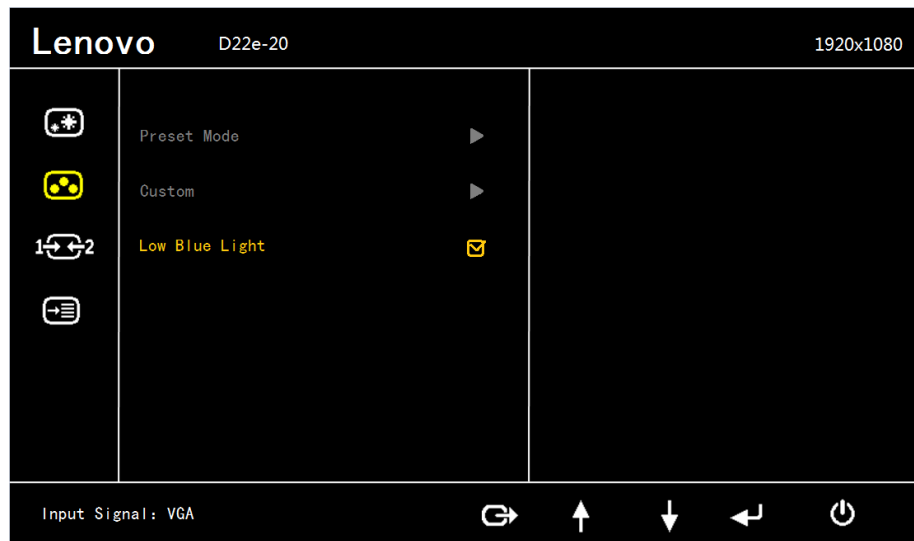 Lenovo D22e-20 1920x1080
Preset Mode
Custom
Low Blue Light
1 2
Input Signal: VGA